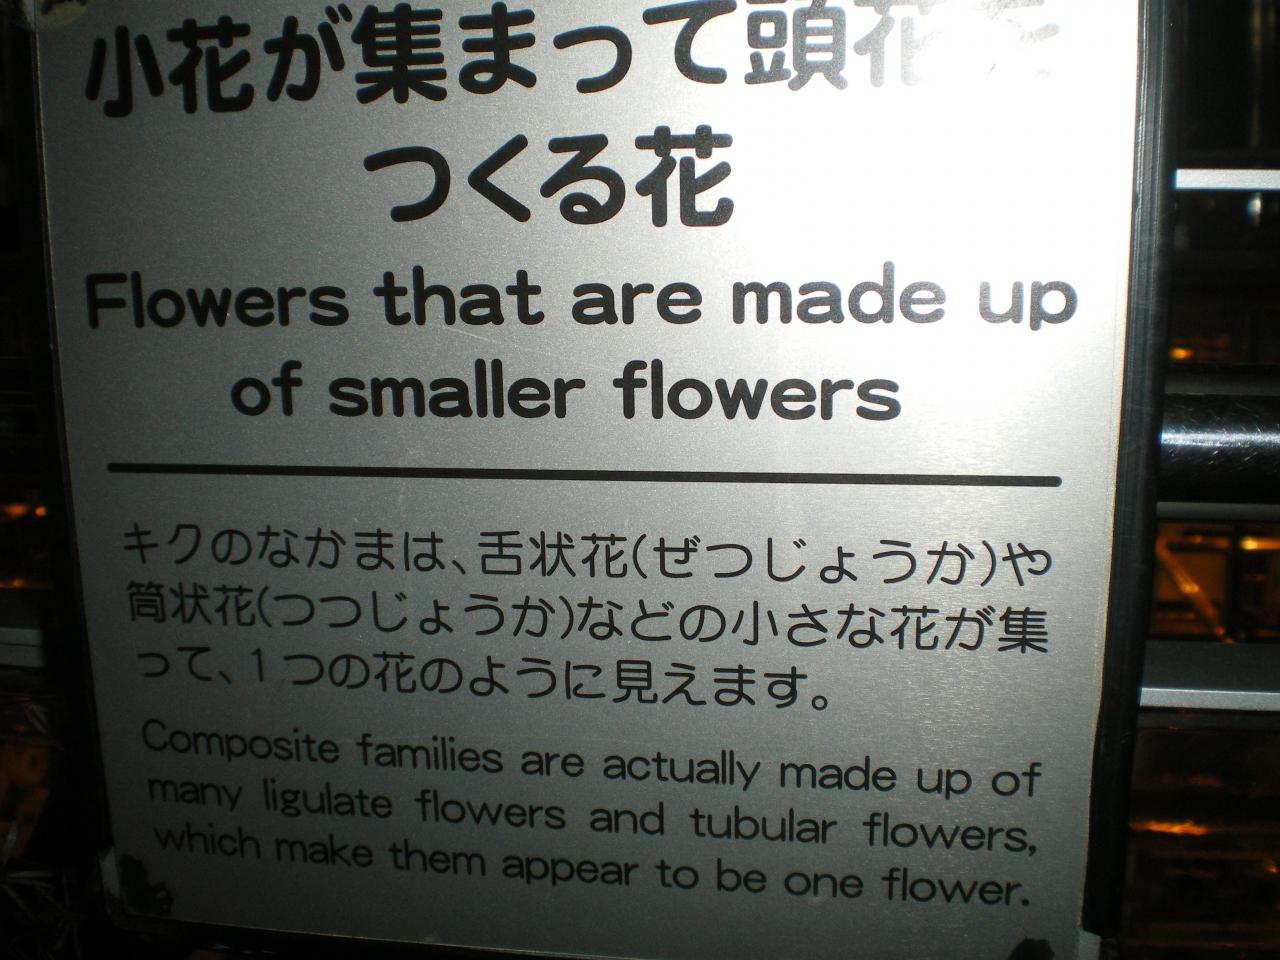 小花が集まって頭花を
つくる花
Flowers that are made up
of smaller flowers
キクのなかまは、舌状花(ぜつじょうか)や
筒状花(つつじょうか)などの小さな花が集
って、1つの花のように見えます。
Composite families are actually made up of
many ligulate flowers and tubular flowers,
which make them appear to be one flower.